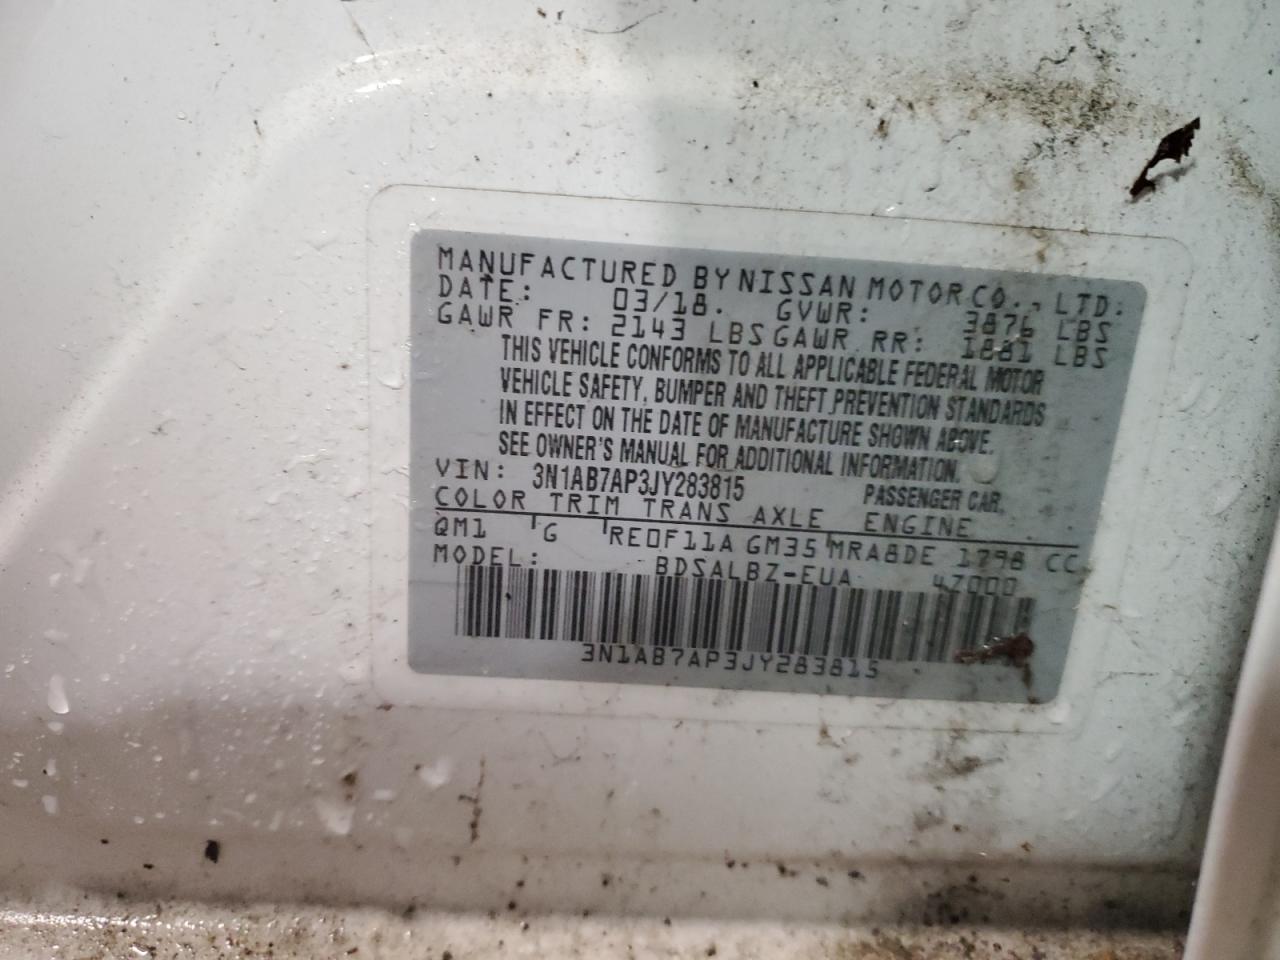 MANUFACTURED BY NISSAN MOTOR CO., LTD:
DATE: 03/18. GVWR: 3876 LBS
GAWR FR: 2143 LBS GAWR RR: 1881 LBS
THIS VEHICLE CONFORMS TO ALL APPLICABLE FEDERAL MOTOR
VEHICLE SAFETY, BUMPER AND THEFT PREVENTION STANDARDS
IN EFFECT ON THE DATE OF MANUFACTURE SHOWN ABOVE.
SEE OWNER'S MANUAL FOR ADDITIONAL INFORMATION.
VIN: 3N1AB7AP3JY283815 PASSENGER CAR.
COLOR TRIM TRANS AXLE ENGINE
QM1 G RE0F11A GM35 MRA8DE 1798 CC
MODEL: BDSALBZ-EUA 4Z000
3N1AB7AP3JY283815